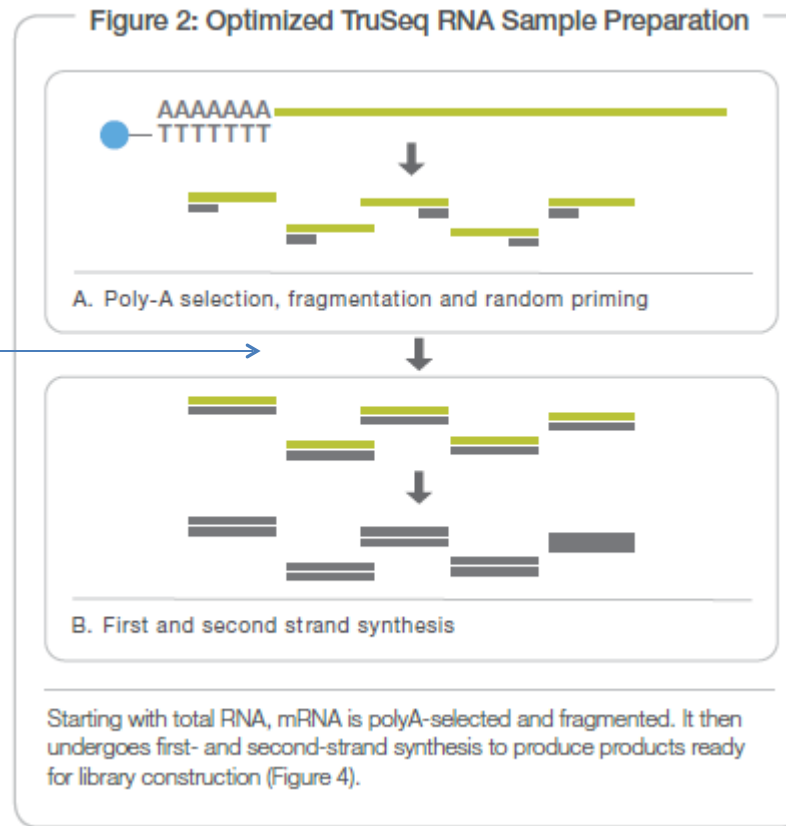 Figure 2: Optimized TruSeq RNA Sample Preparation
AAAAAAA
TTTTTTT
A. Poly-A selection, fragmentation and random priming
B. First and second strand synthesis
Starting with total RNA, mRNA is polyA-selected and fragmented. It then
undergoes first- and second-strand synthesis to produce products ready
for library construction (Figure 4).